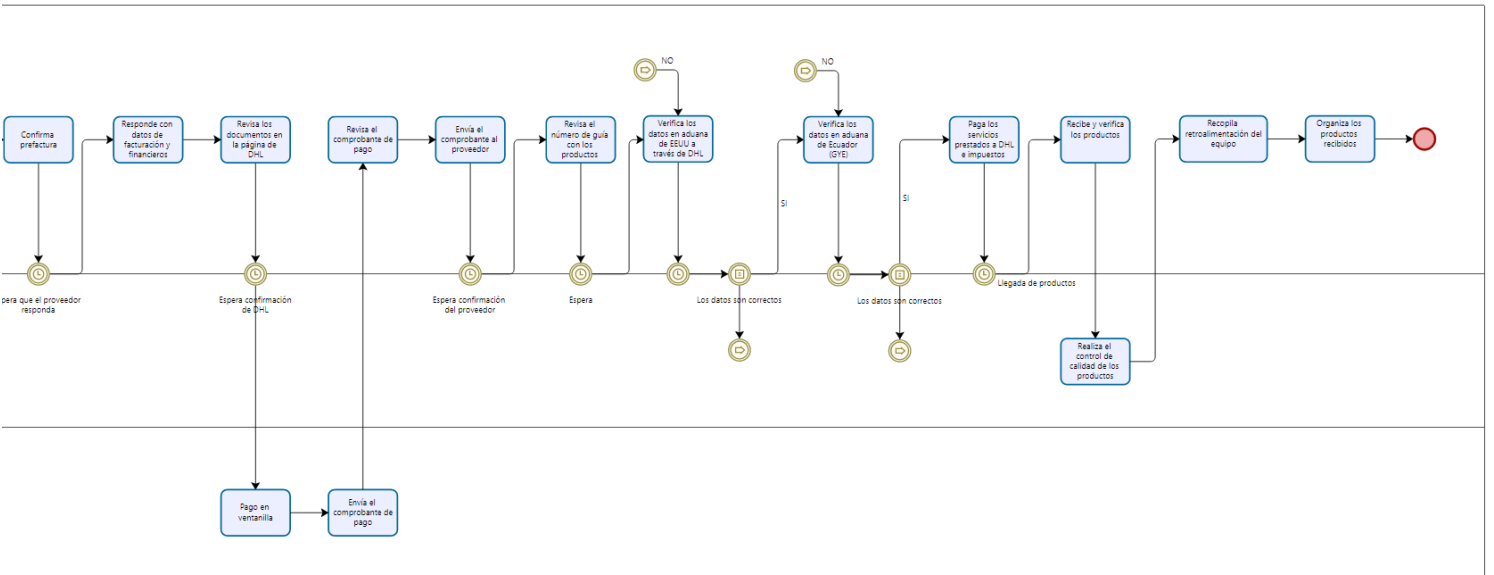 NO
NO
Confirma
prefactura
Responde con
datos de
facturación y
financieros
Revisa los
documentos en
la página de
DHL
Revisa el
comprobante de
pago
Envía el
comprobante al
proveedor
Revisa el
número de guía
con los
productos
Verifica los
datos en aduana
de EEUU a
través de DHL
Verifica los
datos en aduana
de Ecuador
(GYE)
Paga los
servicios
prestados a DHL
e impuestos
Recibe y verifica
los productos
Recopila
retroalimentación del
equipo
Organiza los
productos
recibidos
SI
SI
pera que el proveedor
responda
Espera confirmación
de DHL
Espera confirmación
del proveedor
Espera
Los datos son correctos
Los datos son correctos
Llegada de productos
Realiza el
control de
calidad de los
productos
Pago en
ventanilla
Envía el
comprobante de
pago